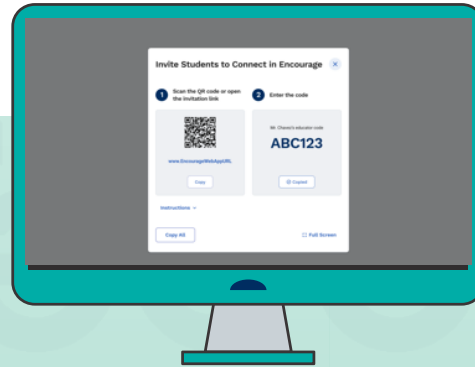 Invite Students to Connect in Encourage
1 Scan the QR code or open
the invitation link
2 Enter the code
www.EncourageWebAppURL
Copy
Mr. Chavez's educator code
ABC123
Copied
Instructions
Copy All
Full Screen